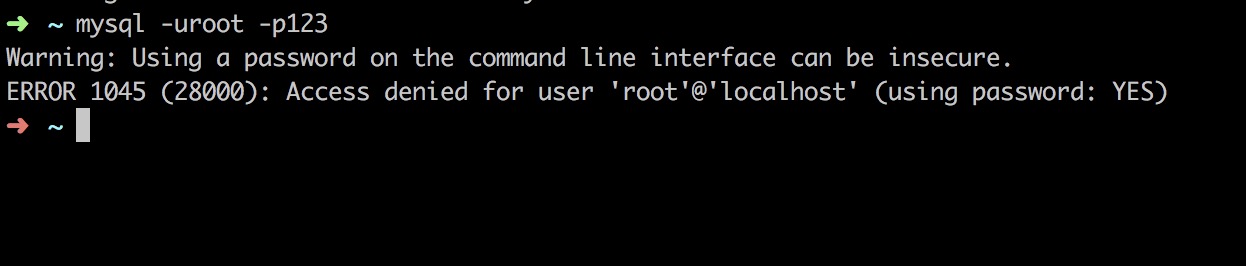 ➜ ~ mysql -uroot -p123
Warning: Using a password on the command line interface can be insecure.
ERROR 1045 (28000): Access denied for user 'root'@'localhost' (using password: YES)
➜ ~